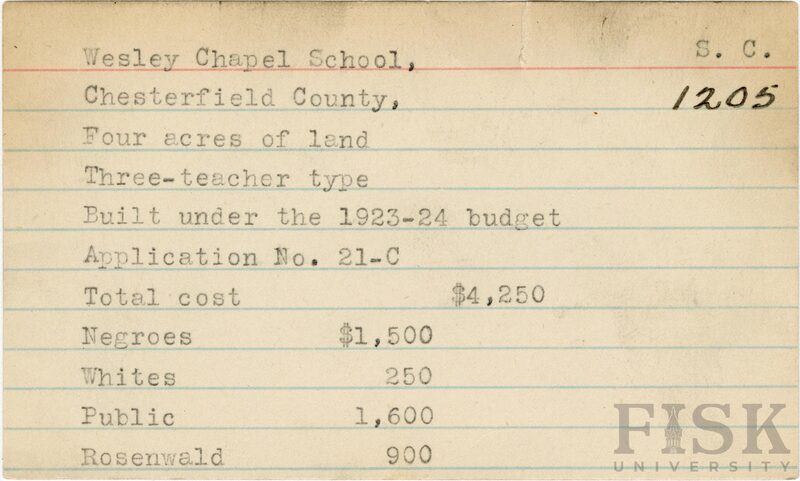 Wesley Chapel School, S. C.
Chesterfield County, 1205
Four acres of land
Three-teacher type
Built under the 1923-24 budget
Application No. 21-C
Total cost $4,250
Negroes $1,500
Whites 250
Public 1,600
Rosenwald 900
FISK
UNIVERSITY